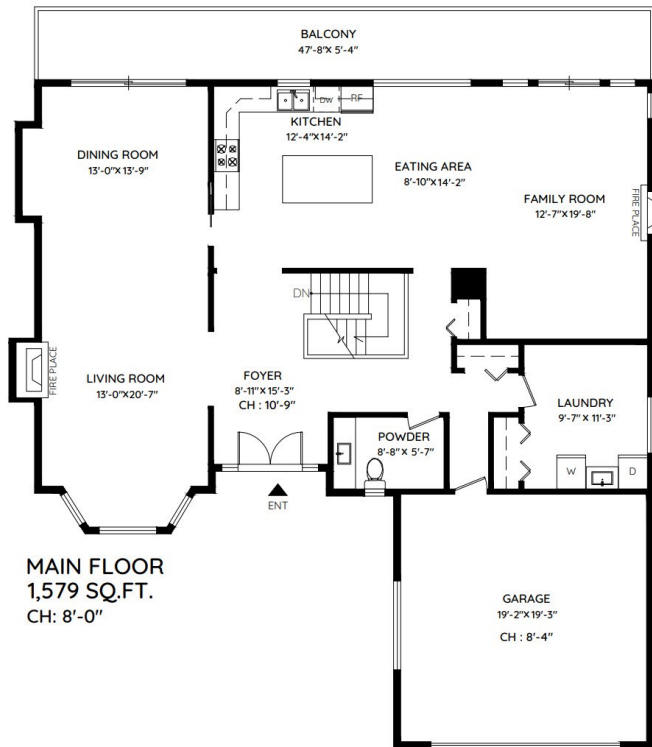 BALCONY
47'-8"X 5'-4"
DW
RF
KITCHEN
12'-4"X14'-2"
DINING ROOM
13'-0"X13'-9"
EATING AREA
8'-10"X14'-2"
FAMILY ROOM
12'-7"X19'-8"
FIRE PLACE
DN
FIRE PLACE
LIVING ROOM
13'-0"X20'-7"
FOYER
8'-11"X15'-3"
CH : 10'-9"
LAUNDRY
9'-7"X 11'-3"
POWDER
8'-8"X 5'-7"
W
D
ENT
MAIN FLOOR
1,579 SQ.FT.
CH: 8'-0"
GARAGE
19'-2"X19'-3"
CH : 8'-4"